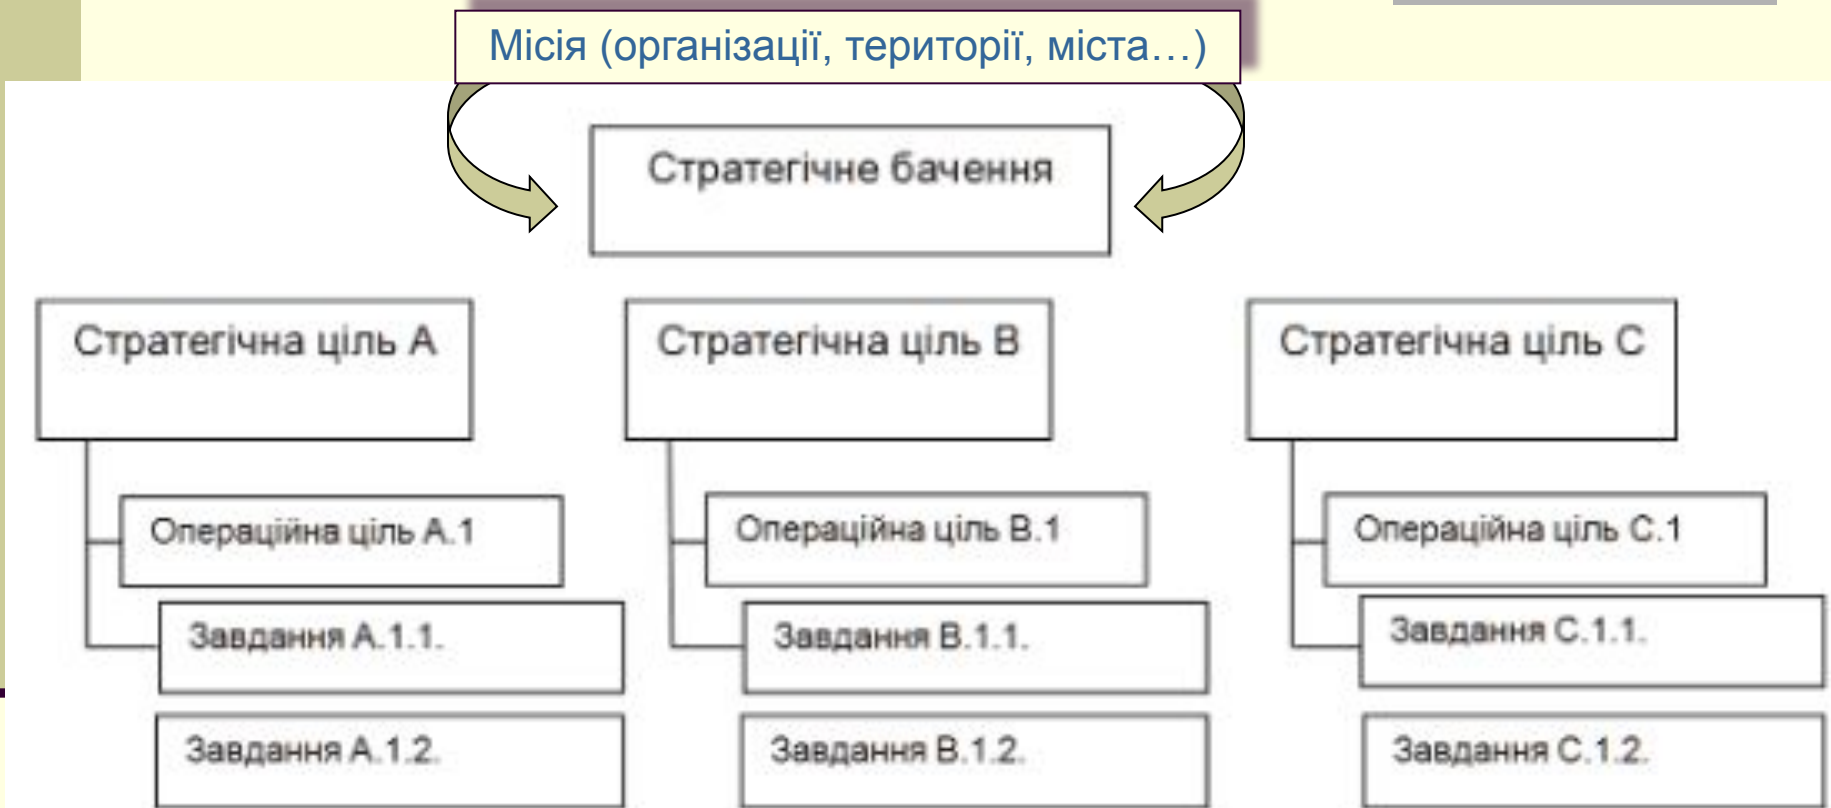 Місія (організації, території, міста…)
Стратегічне бачення
Стратегічна ціль А
Стратегічна ціль В
Стратегічна ціль С
Операційна ціль А.1
Операційна ціль В.1
Операційна ціль С.1
Завдання А.1.1.
Завдання В.1.1.
Завдання С.1.1.
Завдання А.1.2.
Завдання В.1.2.
Завдання С.1.2.